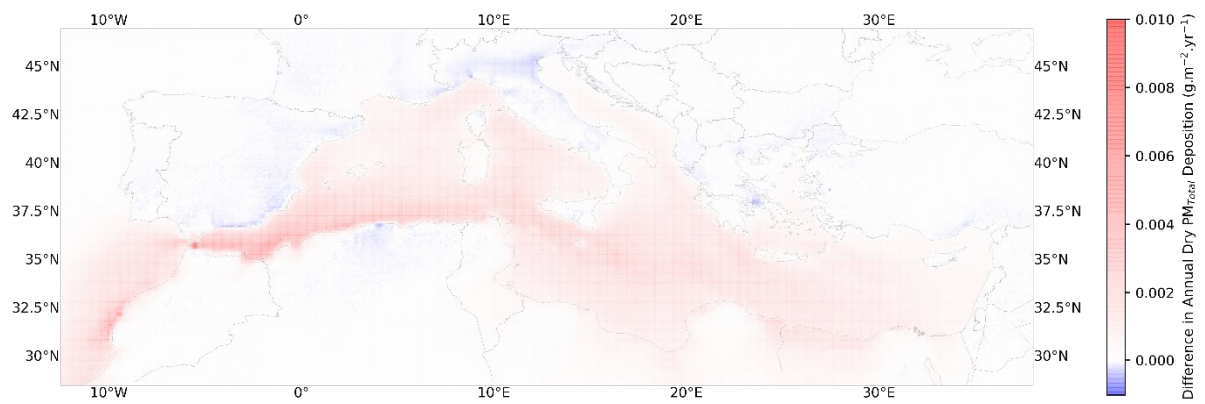 10°W 0° 10°E 20°E 30°E
0.010
45°N 45°N
0.008
42.5°N 42.5°N
0.006
40°N 40°N
0.004
37.5°N 37.5°N
35°N 35°N
0.002
32.5°N 32.5°N
30°N 30°N
0.000
10°W 0° 10°E 20°E 30°E
Difference in Annual Dry PM_Total Deposition (g.m⁻².yr⁻¹)